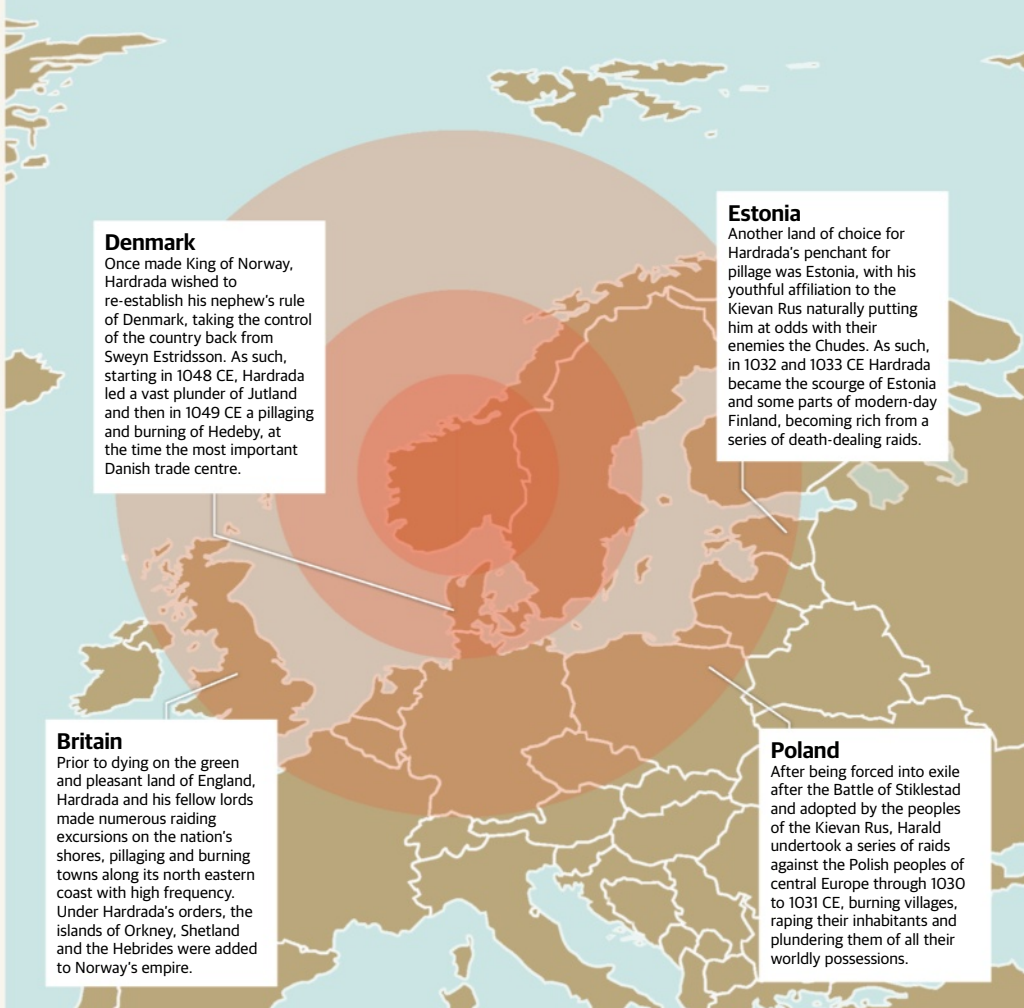 Denmark
Once made King of Norway,
Hardrada wished to
re-establish his nephew's rule
of Denmark, taking the control
of the country back from
Sweyn Estridsson. As such,
starting in 1048 CE, Hardrada
led a vast plunder of Jutland
and then in 1049 CE a pillaging
and burning of Hedeby, at
the time the most important
Danish trade centre.
Estonia
Another land of choice for
Hardrada's penchant for
pillage was Estonia, with his
youthful affiliation to the
Kievan Rus naturally putting
him at odds with their
enemies the Chudes. As such,
in 1032 and 1033 CE Hardrada
became the scourge of Estonia
and some parts of modern-day
Finland, becoming rich from a
series of death-dealing raids.
Britain
Prior to dying on the green
and pleasant land of England,
Hardrada and his fellow lords
made numerous raiding
excursions on the nation's
shores, pillaging and burning
towns along its north eastern
coast with high frequency.
Under Hardrada's orders, the
islands of Orkney, Shetland
and the Hebrides were added
to Norway's empire.
Poland
After being forced into exile
after the Battle of Stiklestad
and adopted by the peoples
of the Kievan Rus, Harald
undertook a series of raids
against the Polish peoples of
central Europe through 1030
to 1031 CE, burning villages,
raping their inhabitants and
plundering them of all their
worldly possessions.